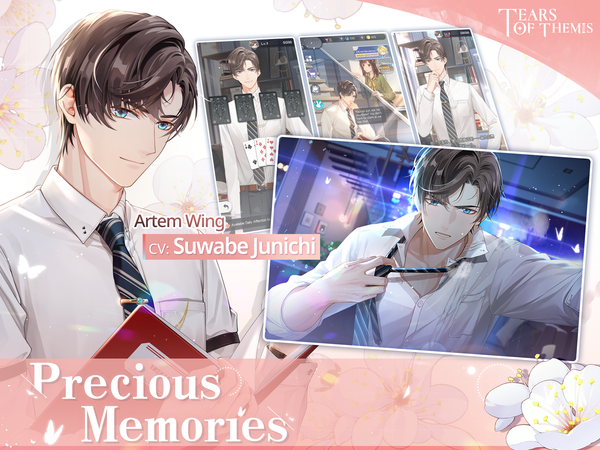 TEARS
OF THEMIS
Artem Wing
CV: Suwabe Junichi
Precious
Memories